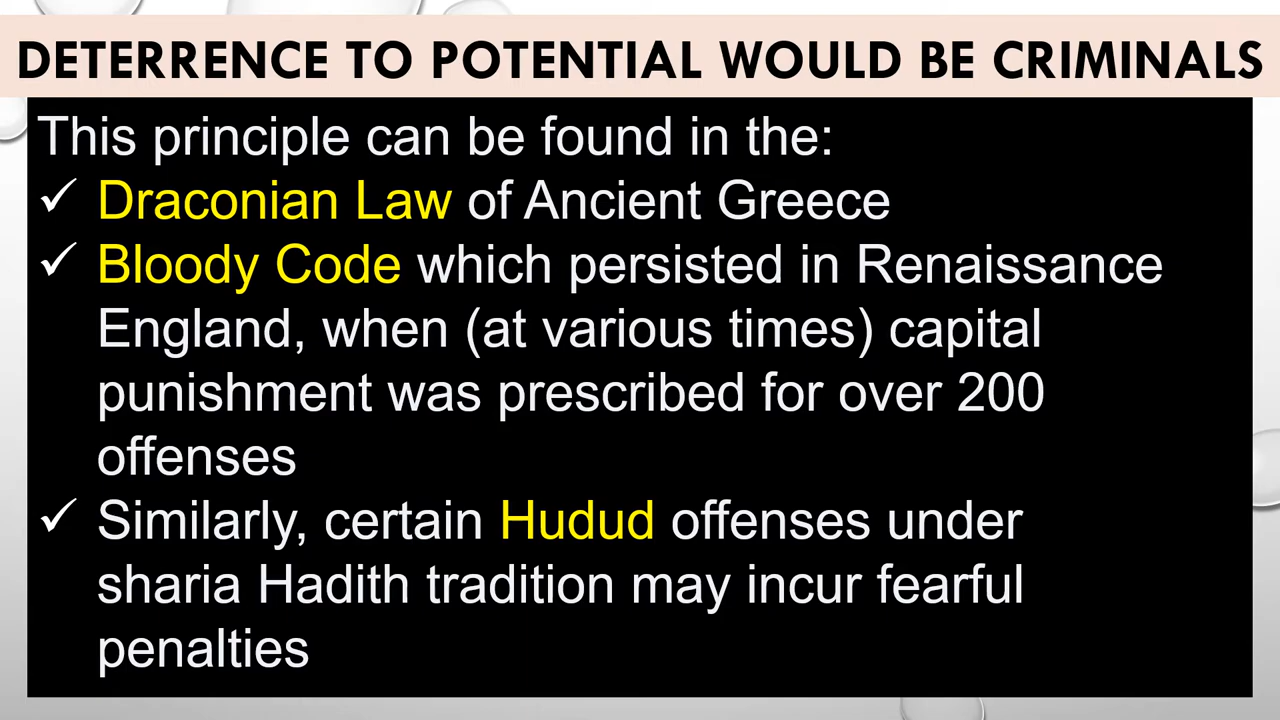 DETERRENCE TO POTENTIAL WOULD BE CRIMINALS
This principle can be found in the:
✓ Draconian Law of Ancient Greece
✓ Bloody Code which persisted in Renaissance
England, when (at various times) capital
punishment was prescribed for over 200
offenses
✓ Similarly, certain Hudud offenses under
sharia Hadith tradition may incur fearful
penalties